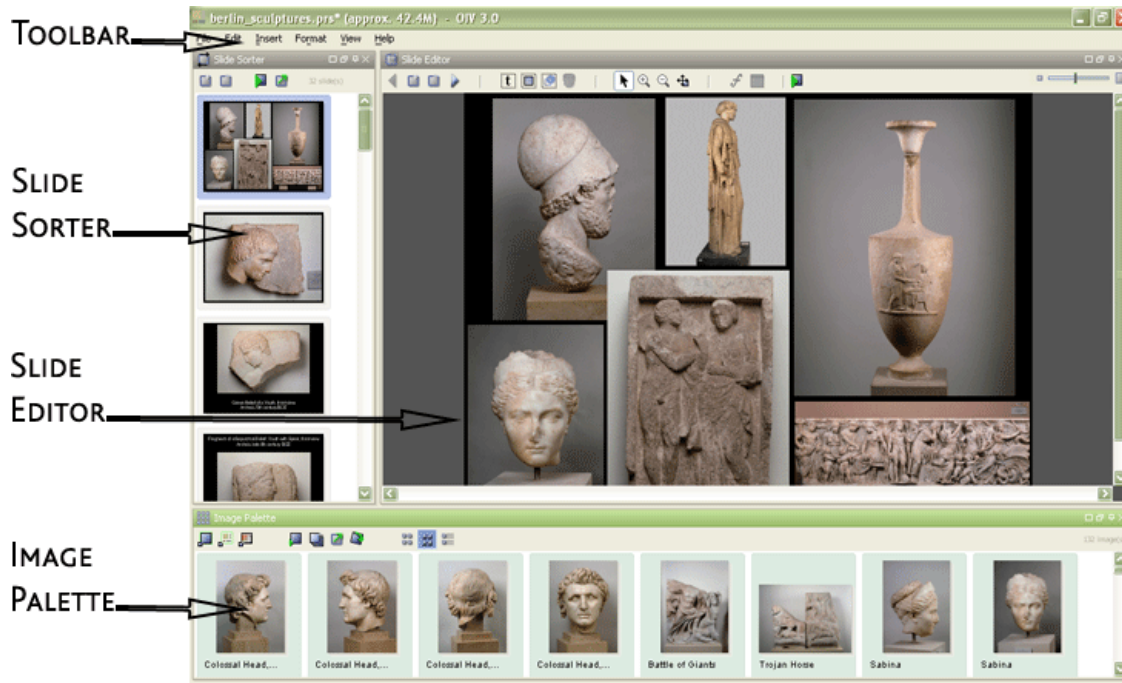 berlin_sculptures.prs* (approx. 42.4M) - OIV 3.0
TOOLBAR
File Edit Insert Format View Help
Slide Sorter
Slide Editor
32 slide(s)
t
SLIDE
SORTER
SLIDE
EDITOR
Image Palette
132 image(s)
IMAGE
PALETTE
Colossal Head,...
Colossal Head,...
Colossal Head,...
Colossal Head,...
Battle of Giants
Trojan Horse
Sabina
Sabina